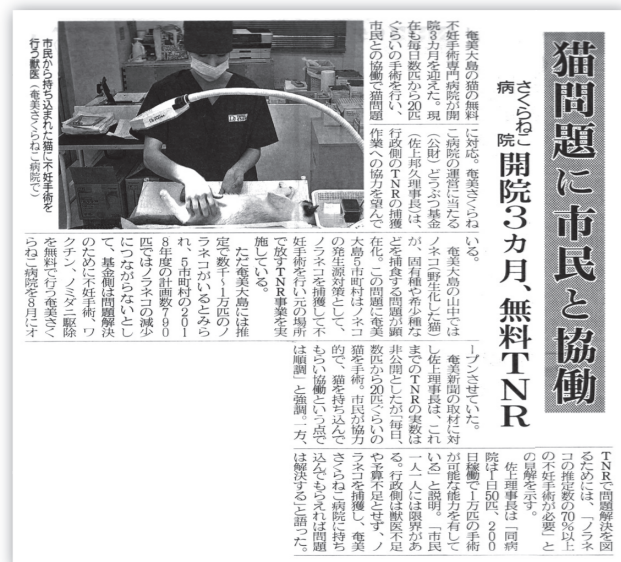 猫問題に市民と協働
さくらねこ
病院
開院3カ月、無料TNR
奄美大島の猫の無料
不妊手術専門病院が開
院3カ月を迎えた。現
在も毎日数匹から20匹
ぐらいの手術を行い、
市民との協働で猫問題
に対応。奄美さくらね
こ病院の運営に当たる
(公財)どうぶつ基金
(佐上邦久理事長)は、
行政側のTNRの捕獲
作業への協力を望んで
いる。
奄美大島の山中では
ノネコ(野生化した猫)
が、固有種や希少種な
どを捕食する問題が顕
在化。この問題に奄美
大島5市町村はノネコ
の発生源対策として、
ノラネコを捕獲して不
妊手術を行い元の場所
で放すTNR事業を実
施している。
ただ奄美大島には推
定で数千〜1万匹のノ
ラネコがいるとみら
れ、5市町村の201
8年度の計画数790
匹ではノラネコの減少
につながらないとし
て、基金側は問題解決
のために不妊手術、ワ
クチン、ノミダニ駆除
を無料で行う奄美さく
らねこ病院を8月にオ
ープンさせていた。
奄美新聞の取材に対
し佐上理事長は、これ
までのTNRの実数は
非公開としたが「毎日、
数匹から20匹ぐらいの
猫を手術。市民が協力
的で、猫を持ち込んで
もらい協働という点で
は順調」と強調。一方、
TNRで問題解決を図
るためには、「ノラネ
コの推定数の70%以上
の不妊手術が必要」と
の見解を示す。
佐上理事長は「同病
院は1日50匹、200
日稼働で1万匹の手術
が可能な能力を有して
いる」と説明。「市民
一人一人には限界があ
る。行政側は獣医不足
や予算不足とせず、ノ
ラネコを捕獲し、奄美
さくらねこ病院に持ち
込んでもらえれば問題
は解決する」と語った。
市民から持ち込まれた猫に不妊手術を
行う獣医(奄美さくらねこ病院で)